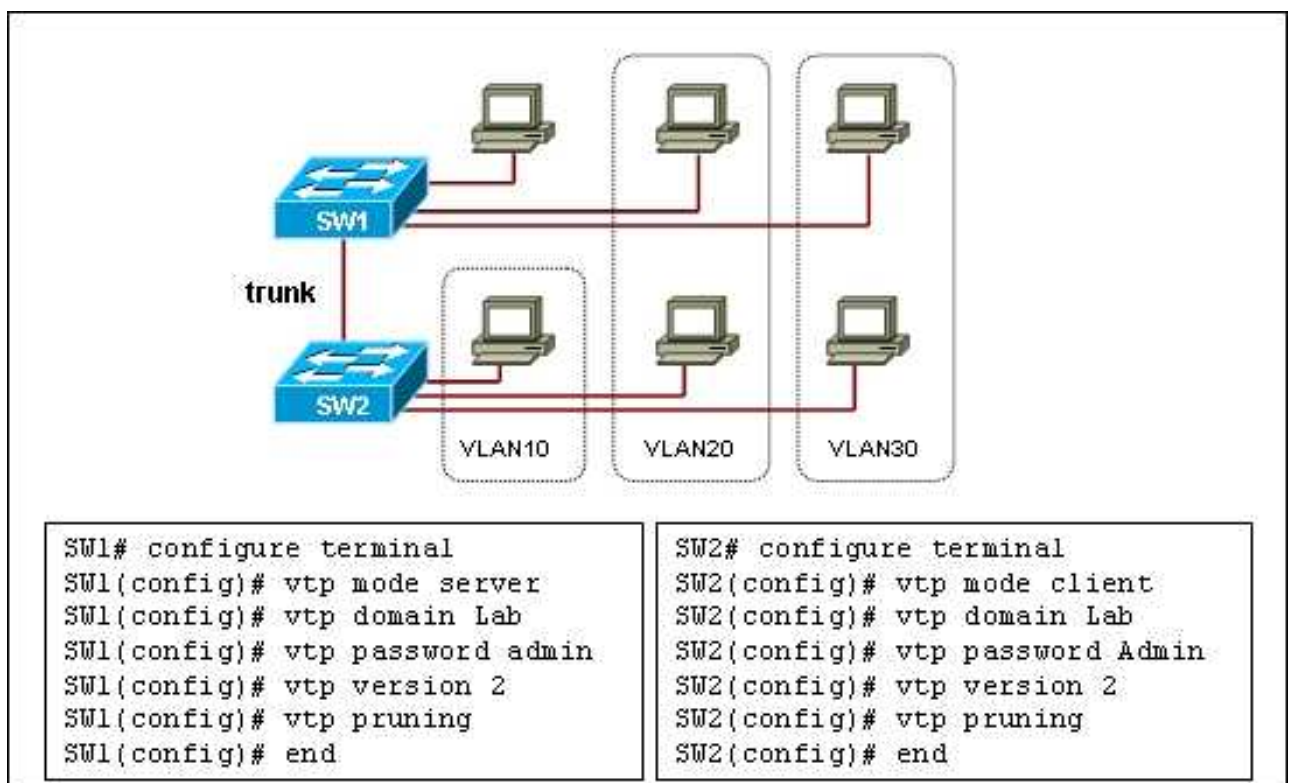 SW1
trunk
SW2
VLAN10
VLAN20
VLAN30
SW1# configure terminal
SW1(config)# vtp mode server
SW1(config)# vtp domain Lab
SW1(config)# vtp password admin
SW1(config)# vtp version 2
SW1(config)# vtp pruning
SW1(config)# end
SW2# configure terminal
SW2(config)# vtp mode client
SW2(config)# vtp domain Lab
SW2(config)# vtp password Admin
SW2(config)# vtp version 2
SW2(config)# vtp pruning
SW2(config)# end